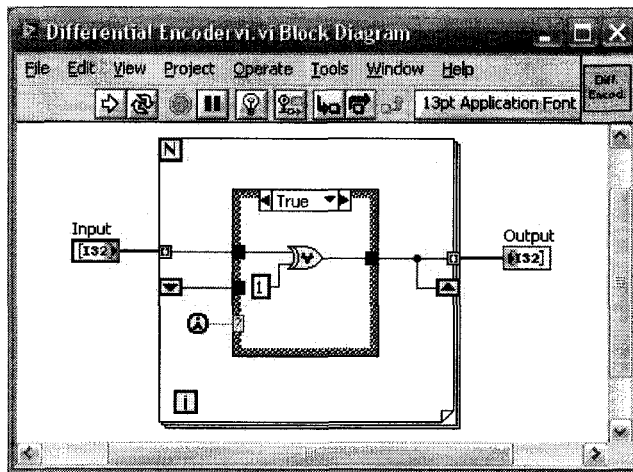 Differential Encodervi.vi Block Diagram
File Edit View Project Operate Tools Window Help
13pt Application Font
Diff.
Encod.
N
True
Input
[I32]
1
?
i
Output
[I32]